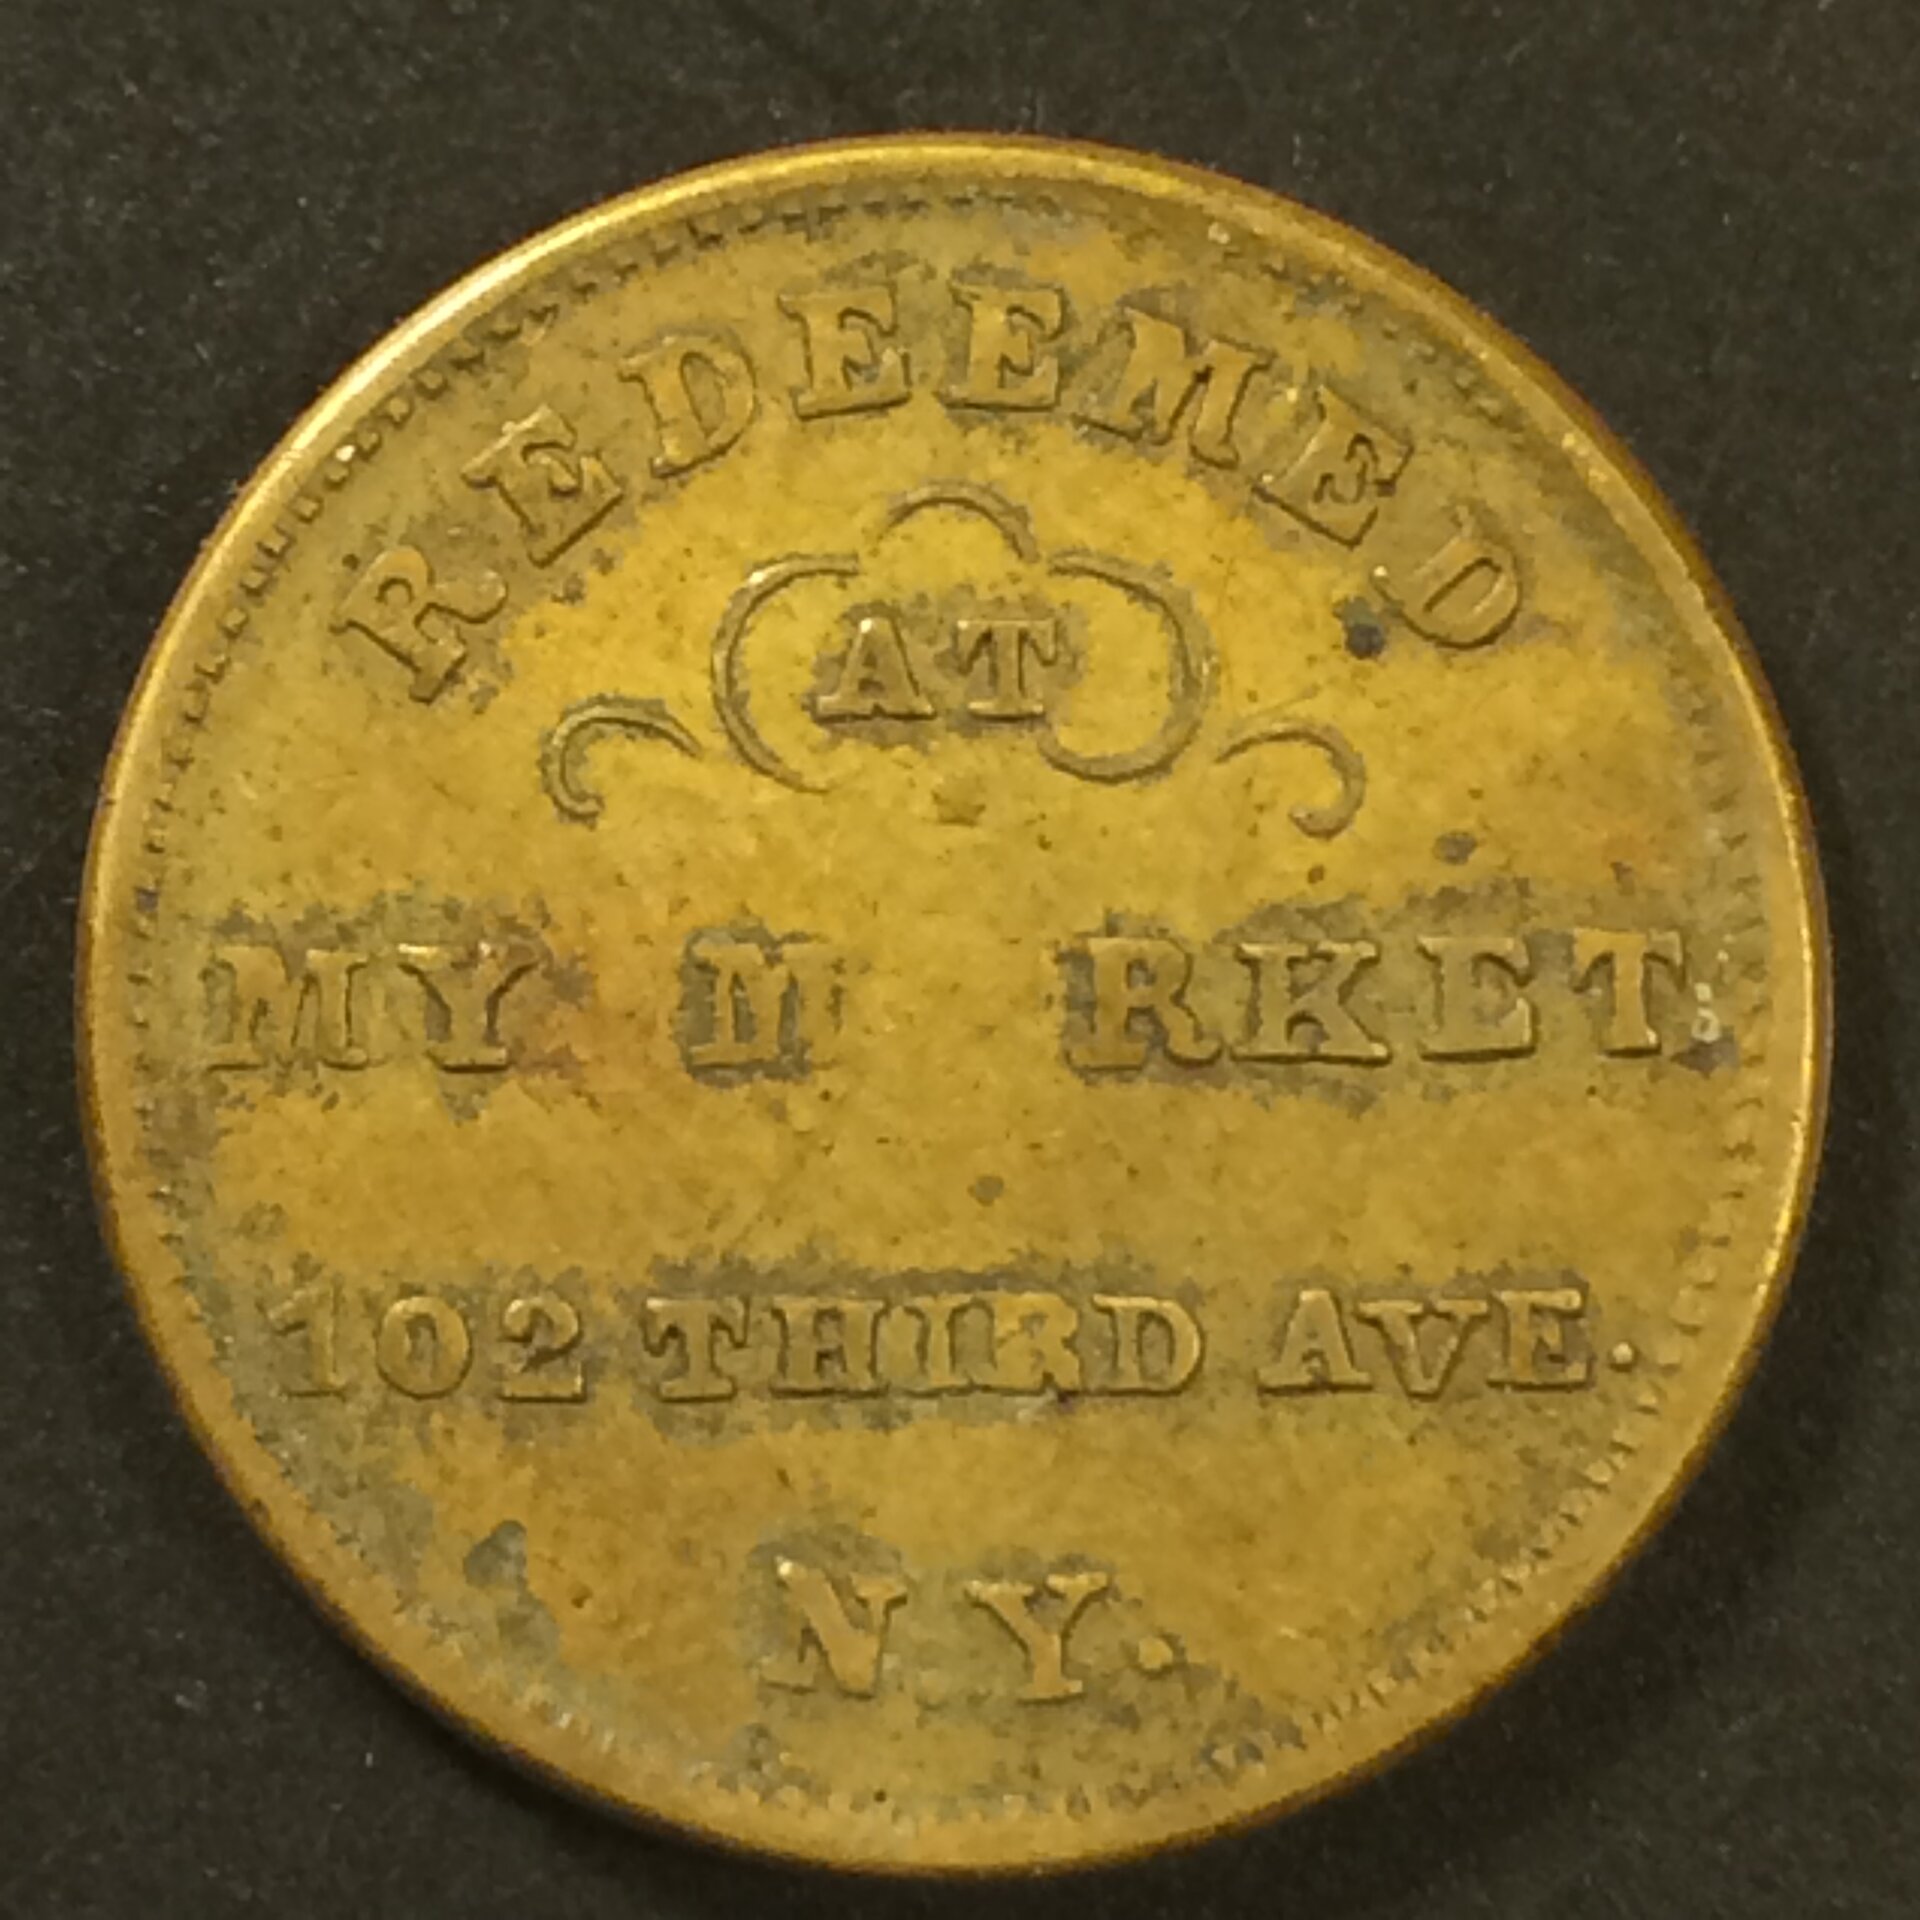 REDEEMED
AT
MY M RKET
102 THIRD AVE.
N Y.